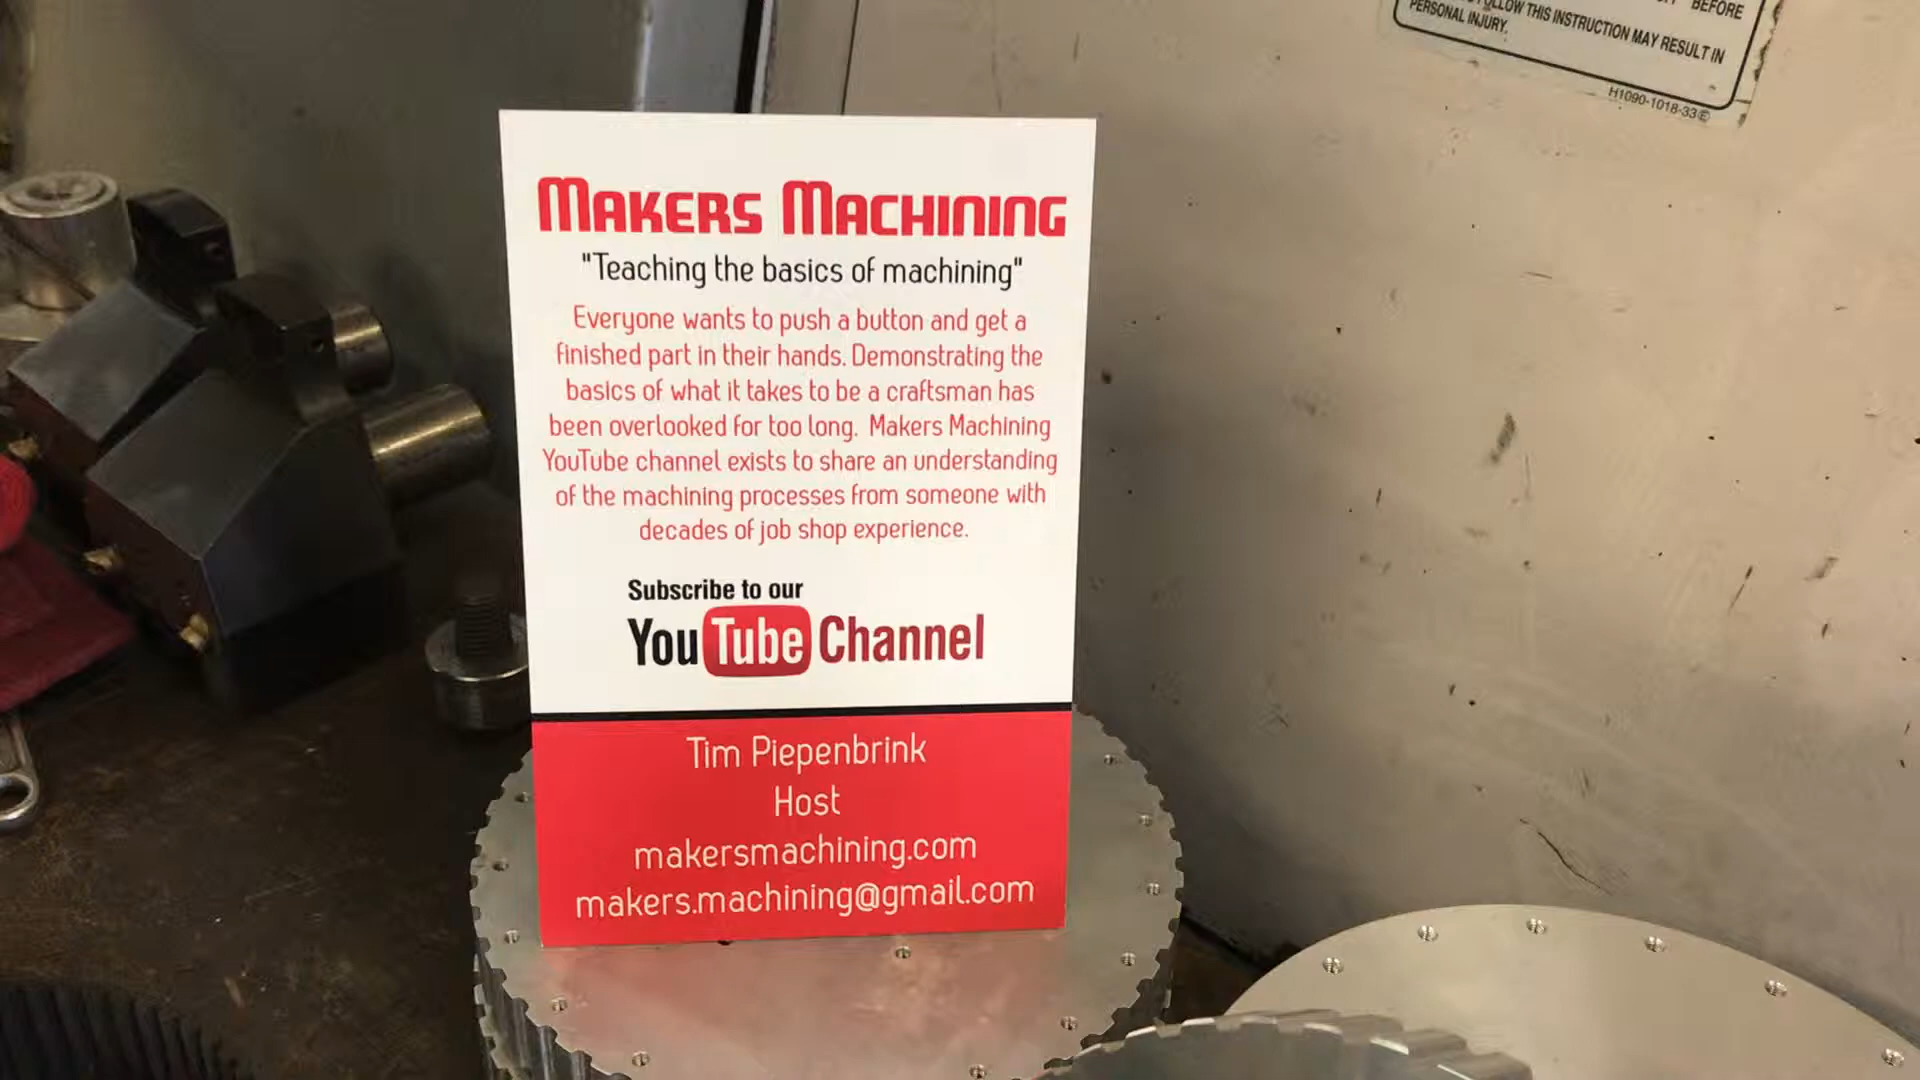 BEFORE
FOLLOW THIS INSTRUCTION MAY RESULT IN
PERSONAL INJURY.
H1090-1018-33
MAKERS MACHINING
"Teaching the basics of machining"
Everyone wants to push a button and get a
finished part in their hands. Demonstrating the
basics of what it takes to be a craftsman has
been overlooked for too long. Makers Machining
YouTube channel exists to share an understanding
of the machining processes from someone with
decades of job shop experience.
Subscribe to our
YouTube Channel
Tim Piepenbrink
Host
makersmachining.com
makers.machining@gmail.com